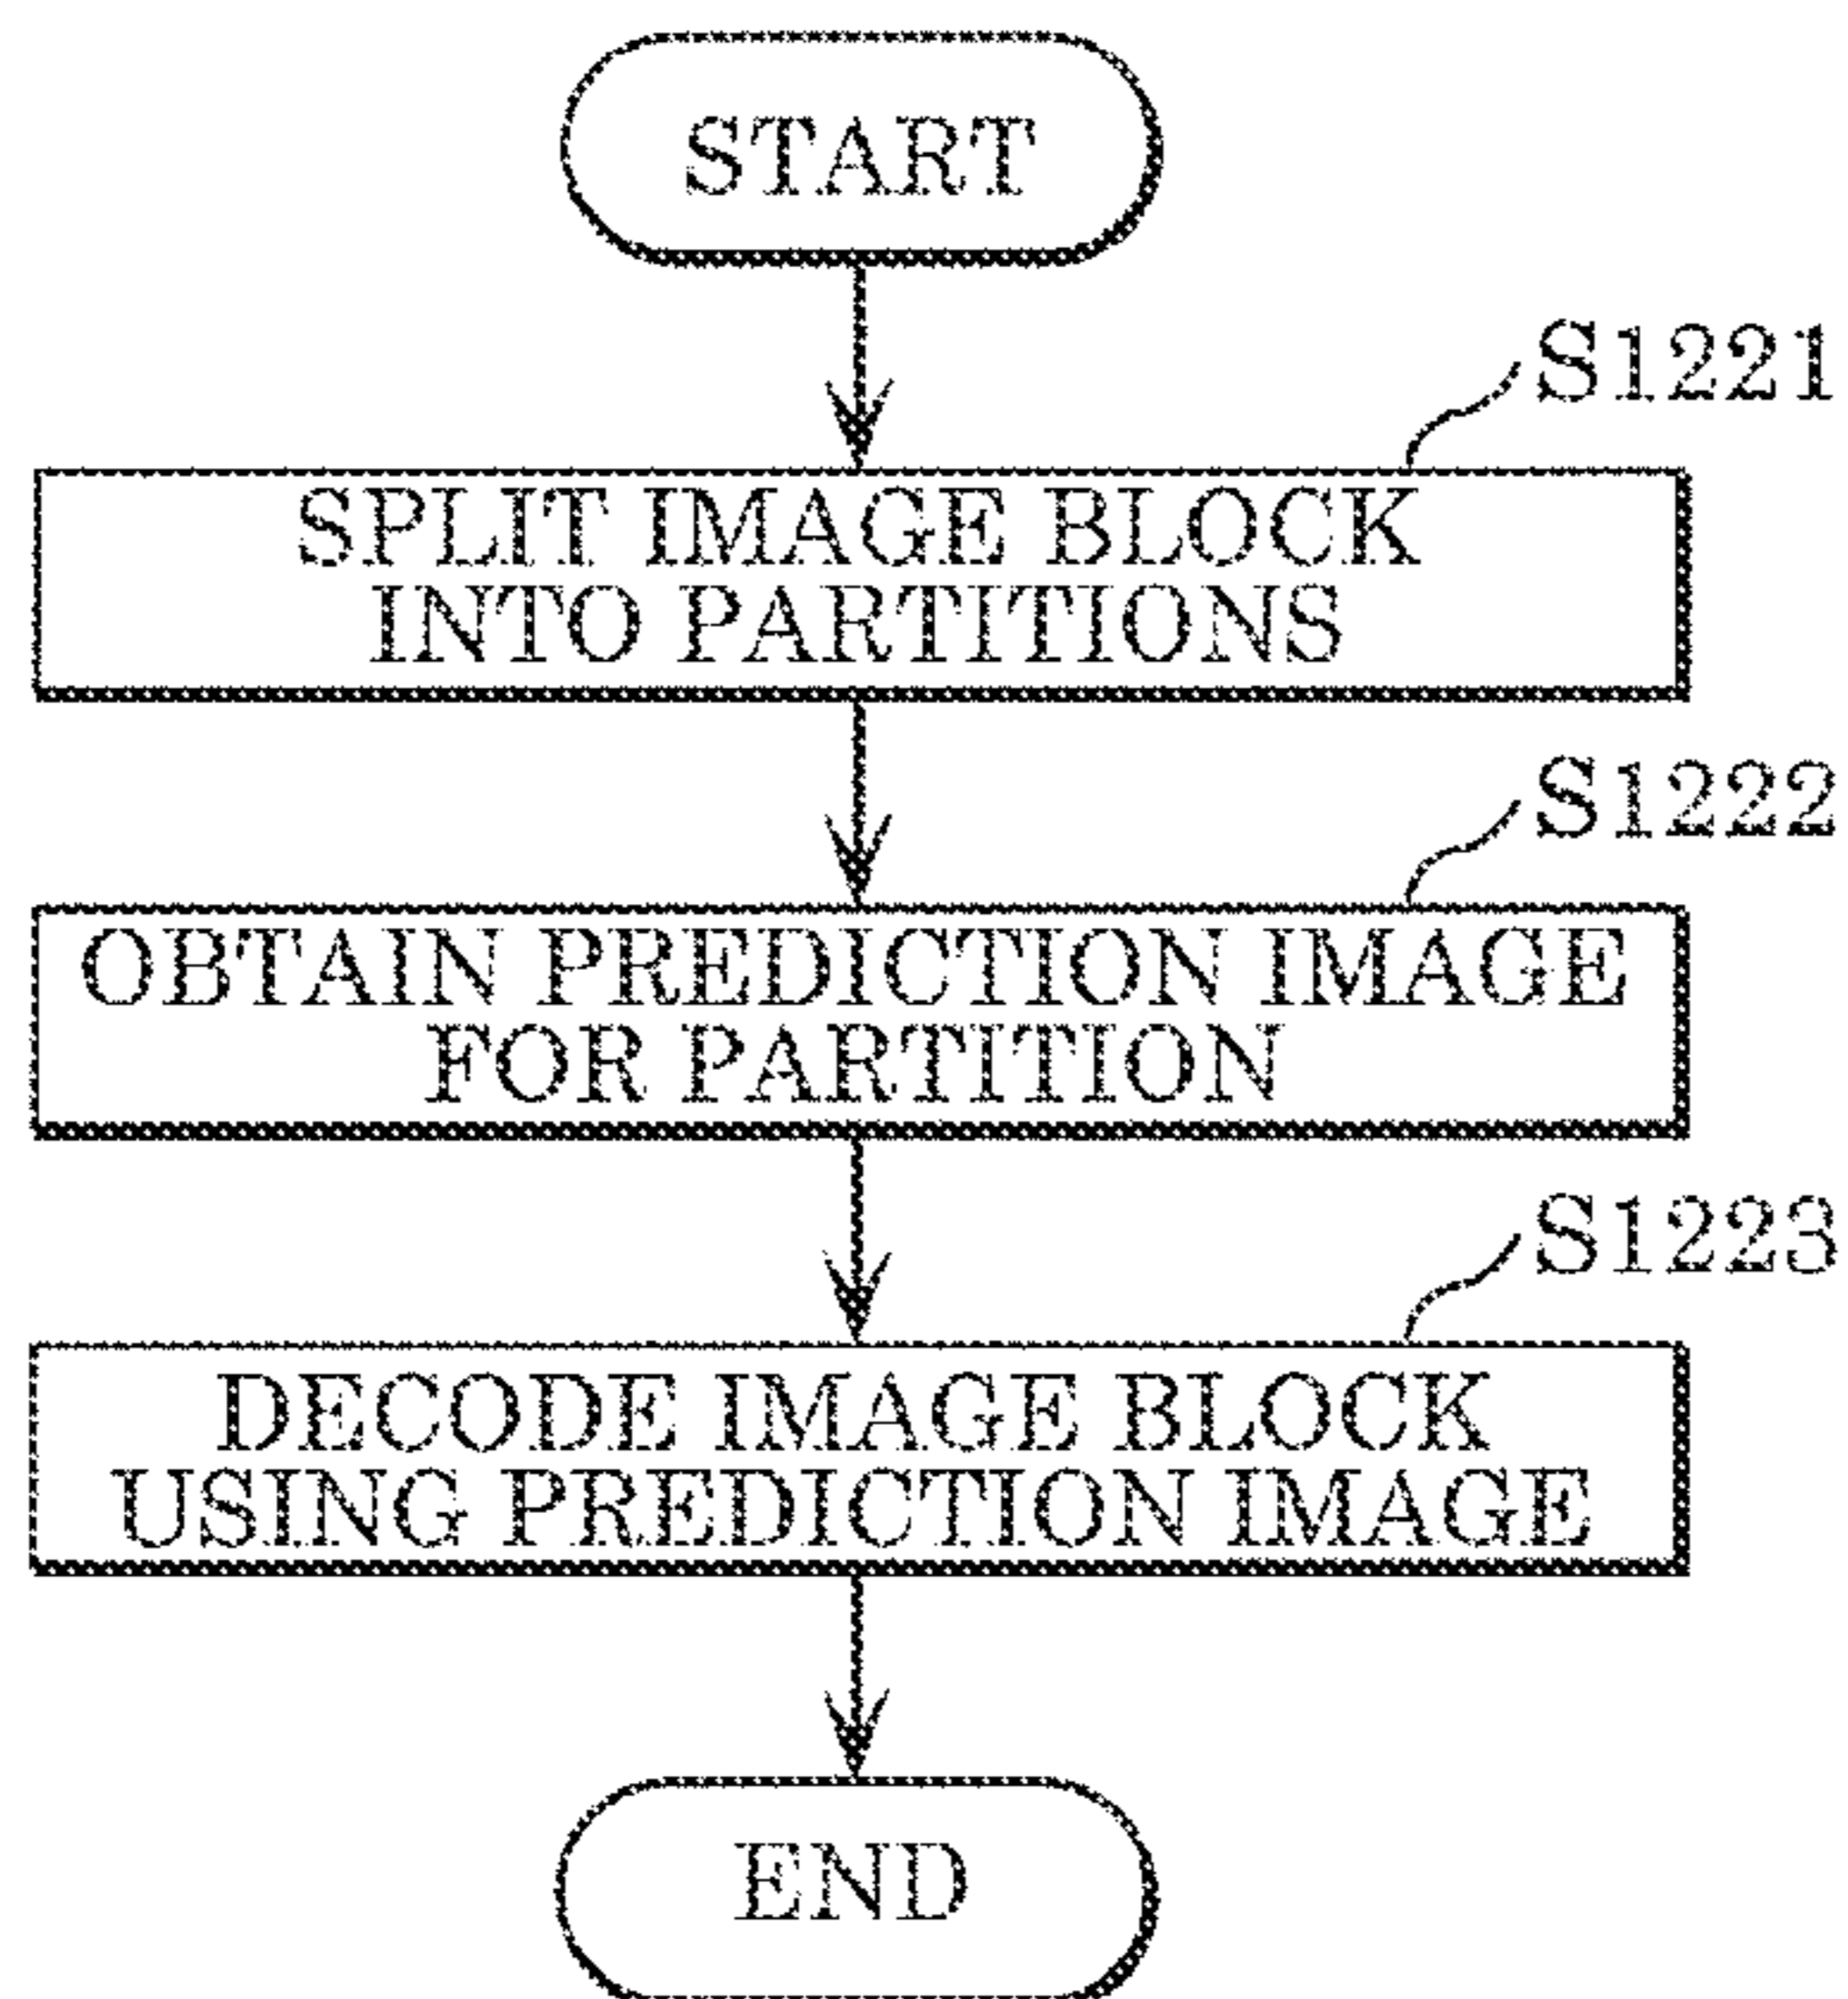 START
S1221
SPLIT IMAGE BLOCK
INTO PARTITIONS
S1222
OBTAIN PREDICTION IMAGE
FOR PARTITION
S1223
DECODE IMAGE BLOCK
USING PREDICTION IMAGE
END